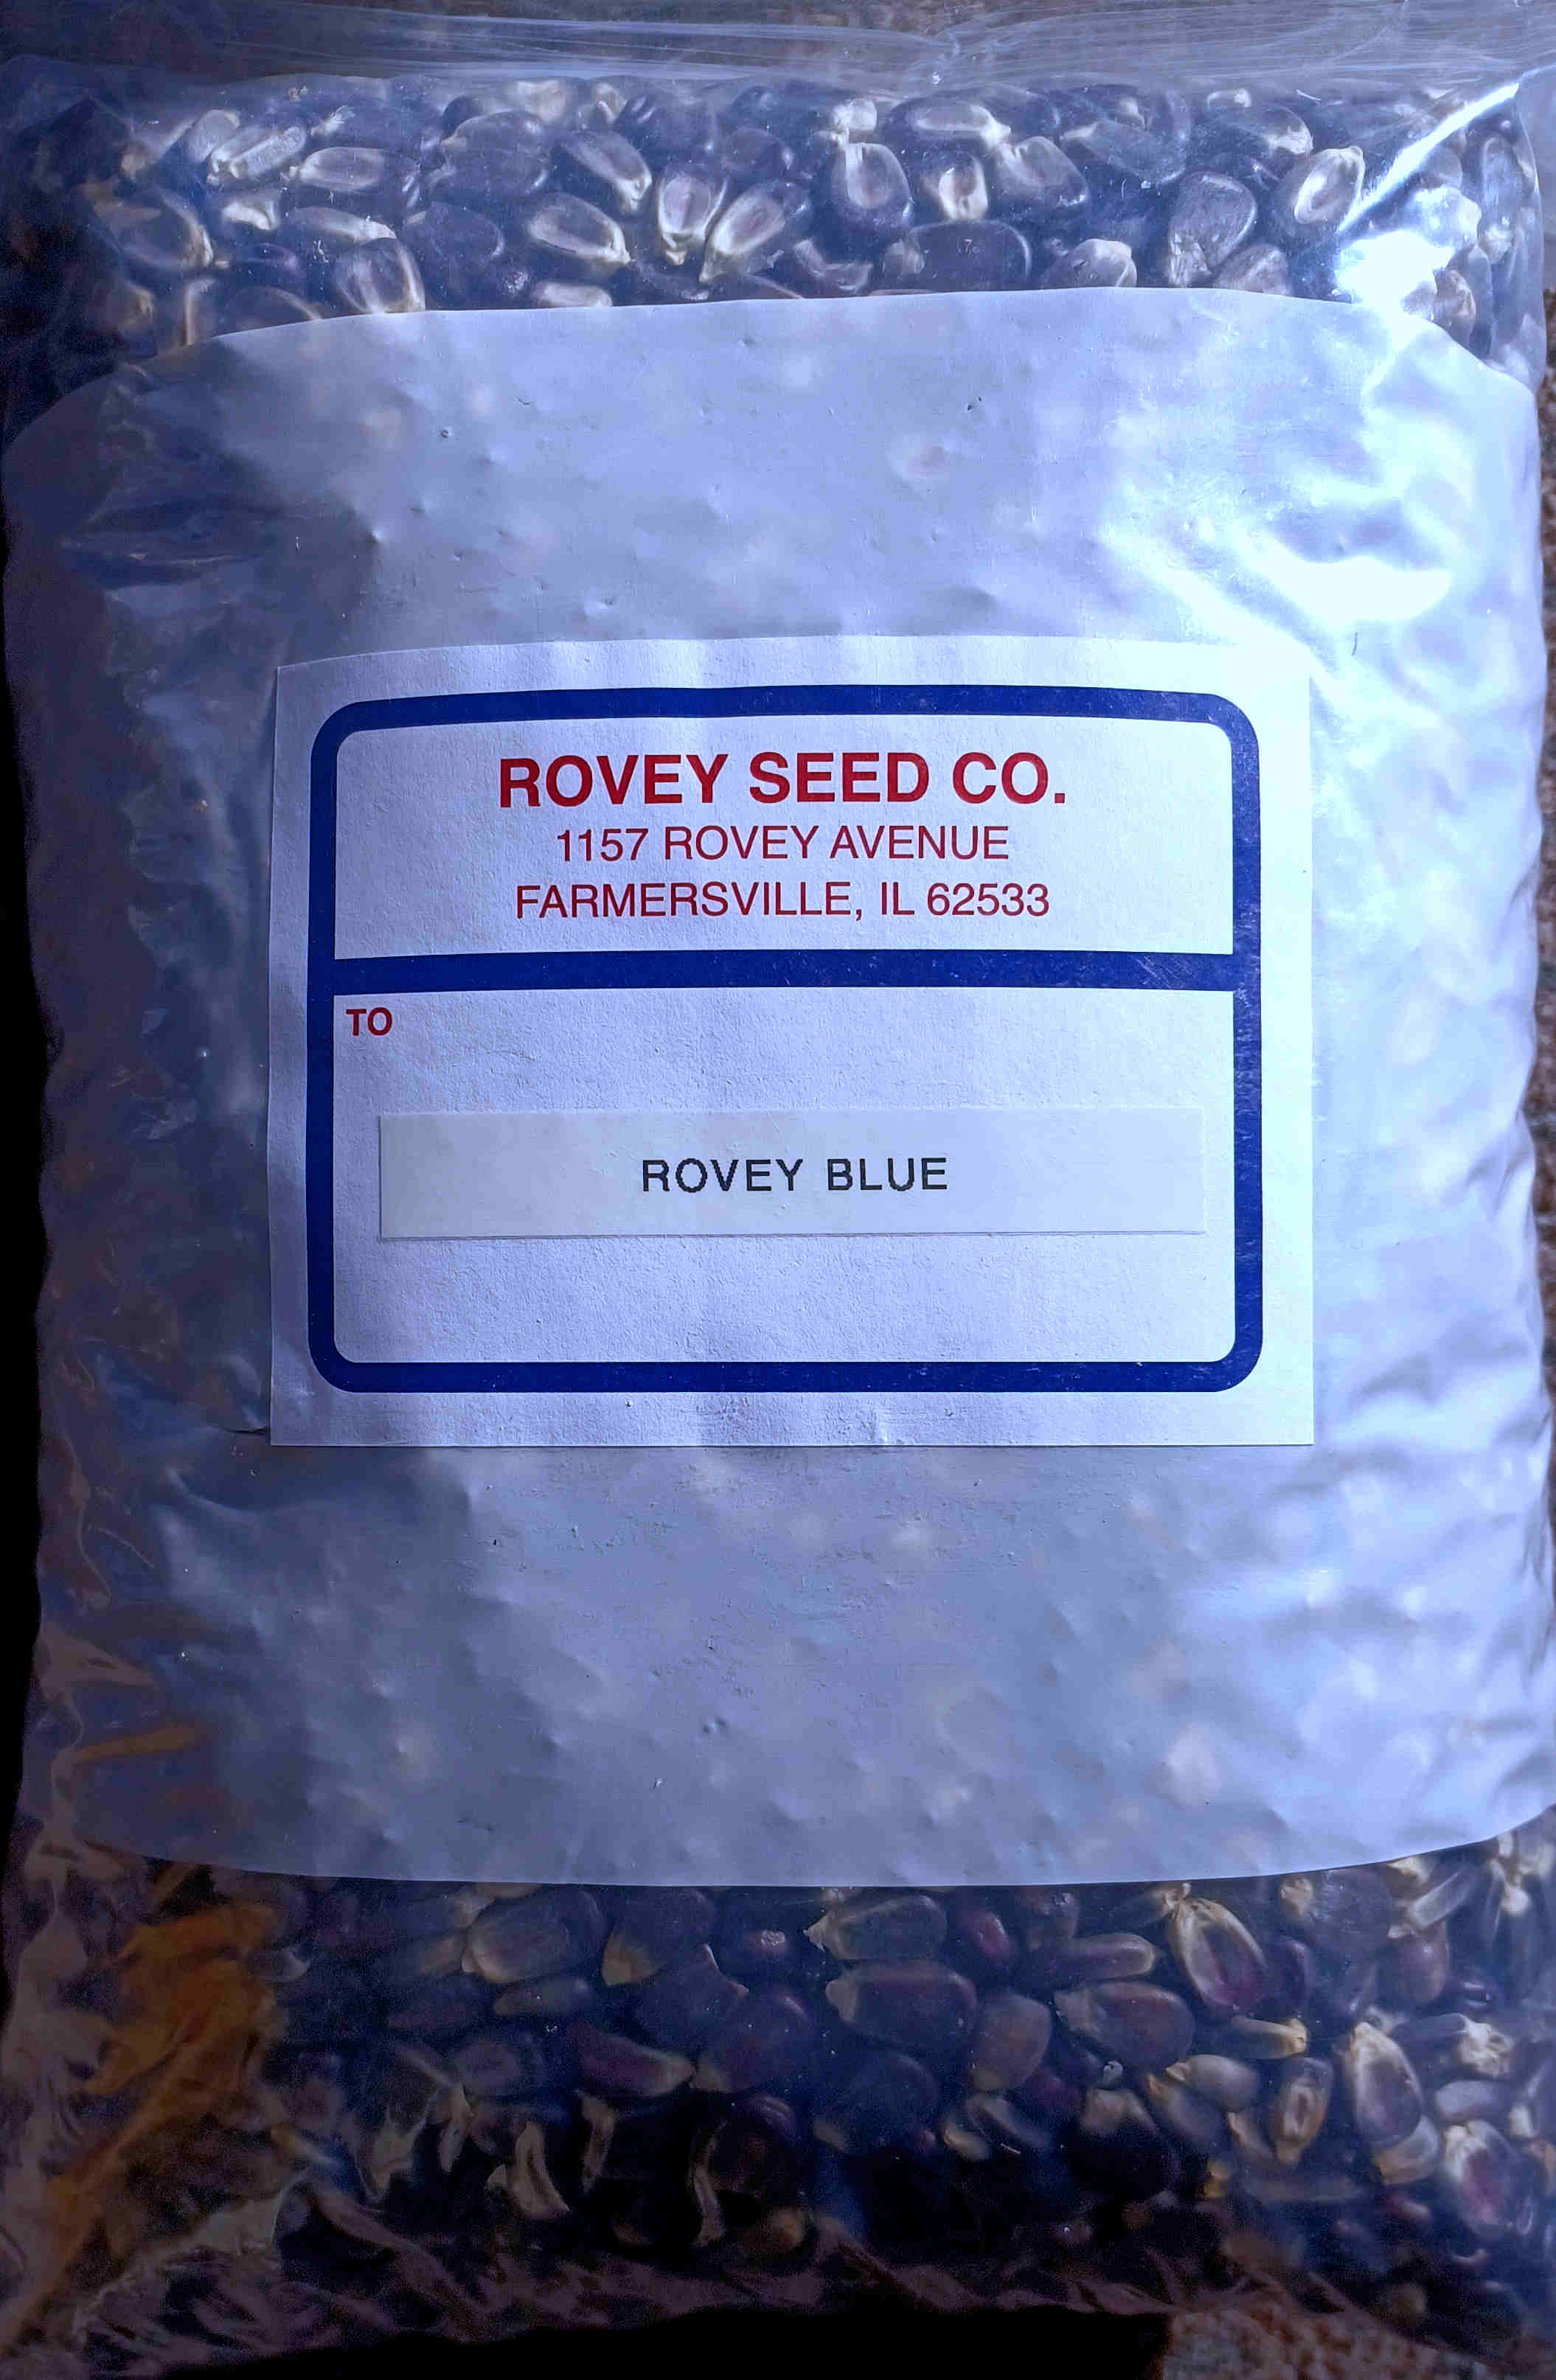 ROVEY SEED CO.
1157 ROVEY AVENUE
FARMERSVILLE, IL 62533
TO
ROVEY BLUE